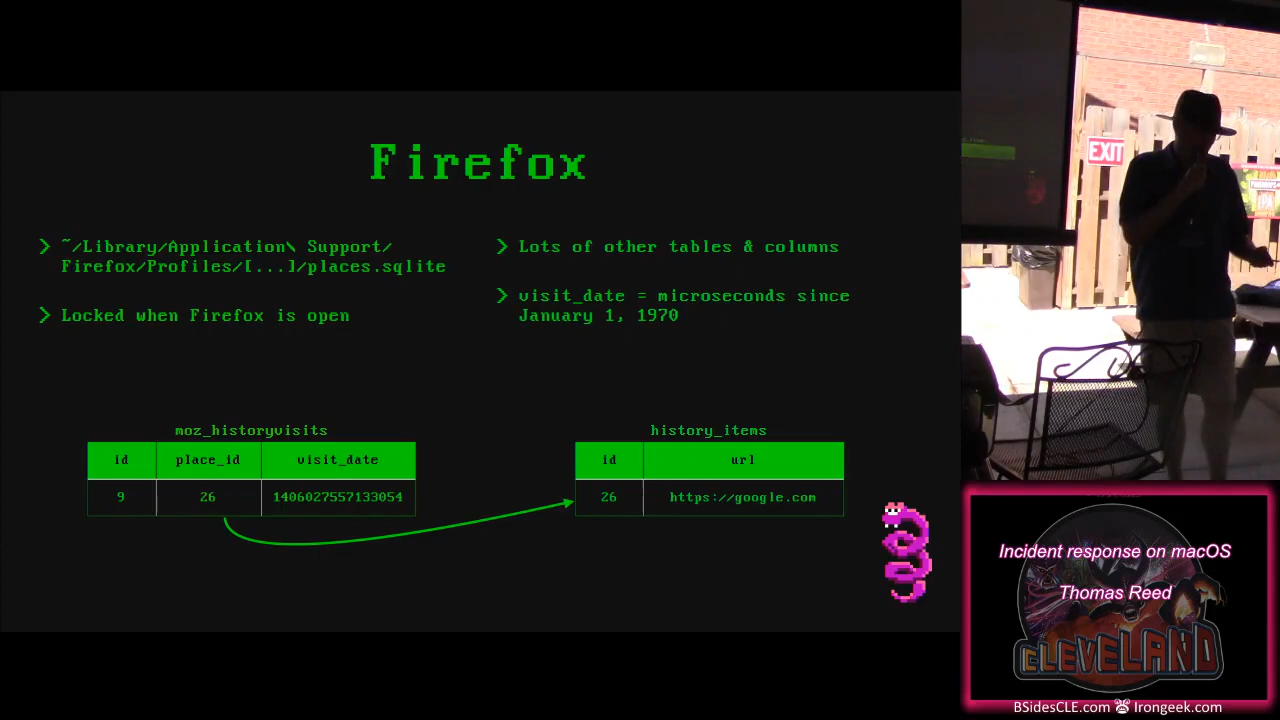 Firefox
> ~/Library/Application\ Support/
Firefox/Profiles/[...]/places.sqlite
> Locked when Firefox is open
> Lots of other tables & columns
> visit_date = microseconds since
January 1, 1970
moz_historyvisits
id place_id visit_date
9 26 1406027557133054
history_items
id url
26 https://google.com
EXIT
Incident response on macOS
Thomas Reed
CLEVELAND
BSidesCLE.com Irongeek.com